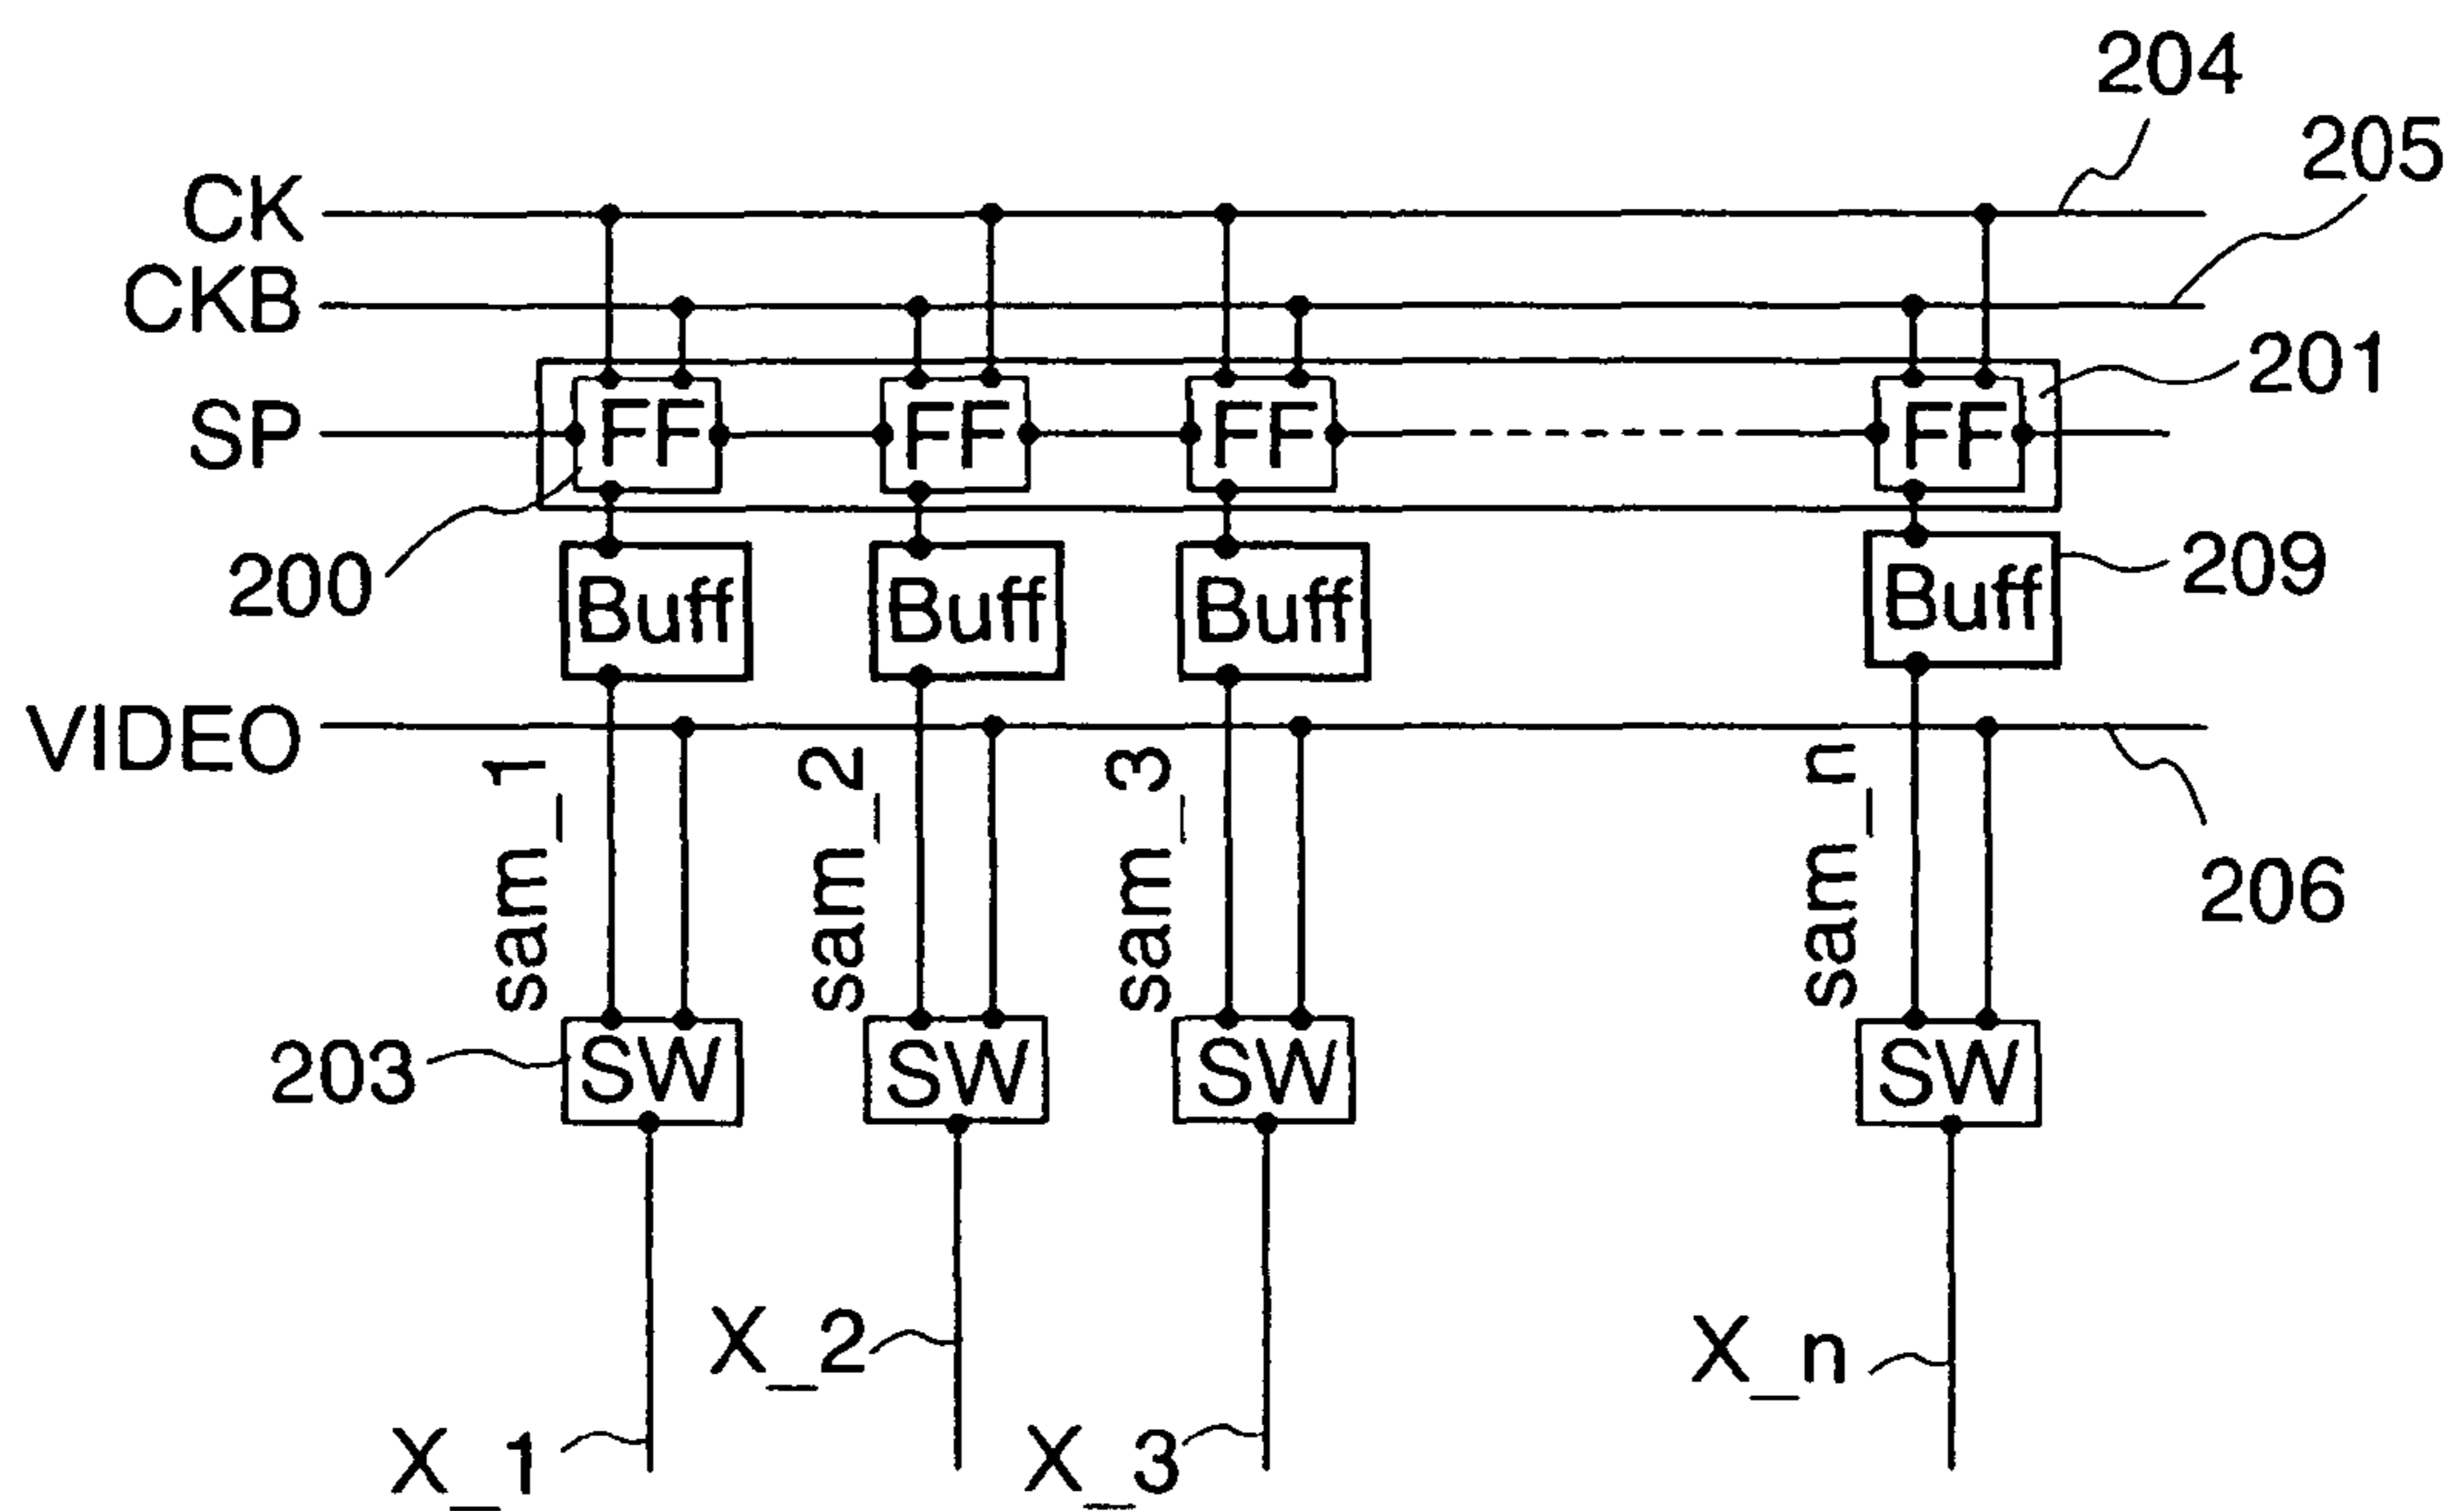 204
205
CK
CKB
201
SP
FF FF FF FF
200
209
Buff Buff Buff Buff
VIDEO
sam_1
sam_2
sam_3
sam_n
206
203
SW SW SW SW
X_2
X_n
X_1
X_3